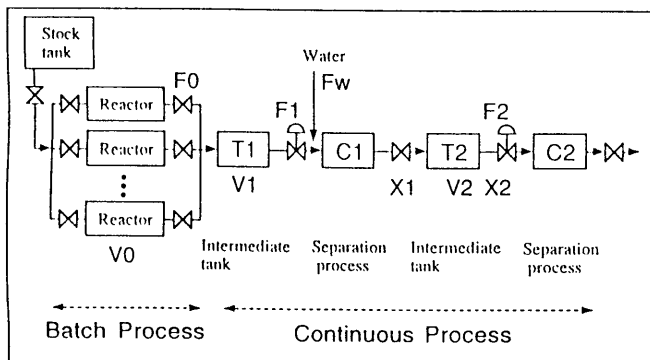 Stock
tank
F0
Water
Fw
Reactor
Reactor
Reactor
V0
F1
F2
T1
C1
T2
C2
V1
X1
V2
X2
Intermediate
tank
Separation
process
Intermediate
tank
Separation
process
Batch Process
Continuous Process